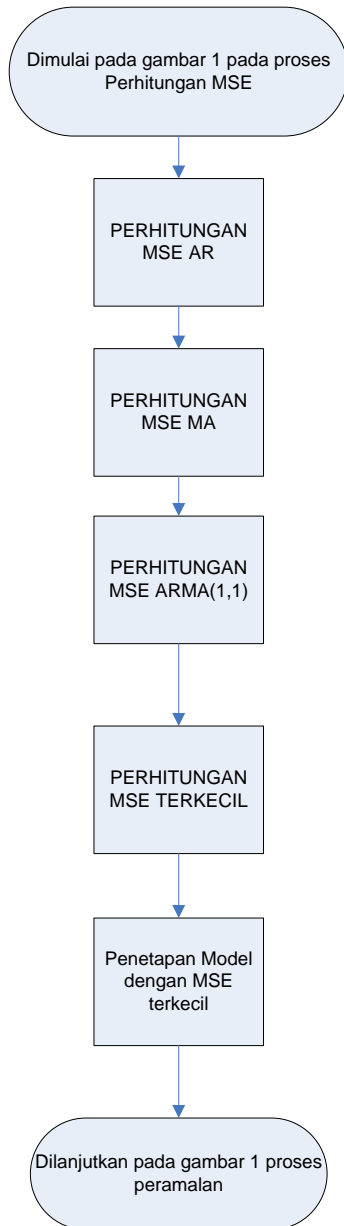 Dimulai pada gambar 1 pada proses
Perhitungan MSE
PERHITUNGAN
MSE AR
PERHITUNGAN
MSE MA
PERHITUNGAN
MSE ARMA(1,1)
PERHITUNGAN
MSE TERKECIL
Penetapan Model
dengan MSE
terkecil
Dilanjutkan pada gambar 1 proses
peramalan